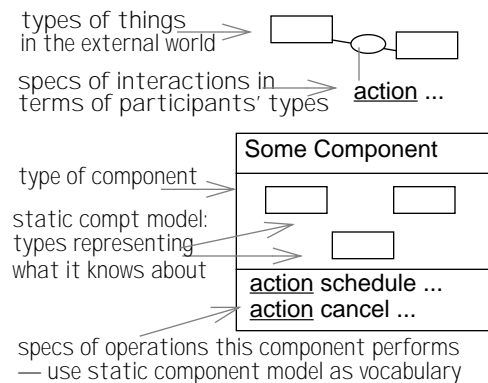 types of things
in the external world
specs of interactions in
terms of participants' types
action ...
Some Component
type of component
static compt model:
types representing
what it knows about
action schedule ...
action cancel ...
specs of operations this component performs
— use static component model as vocabulary